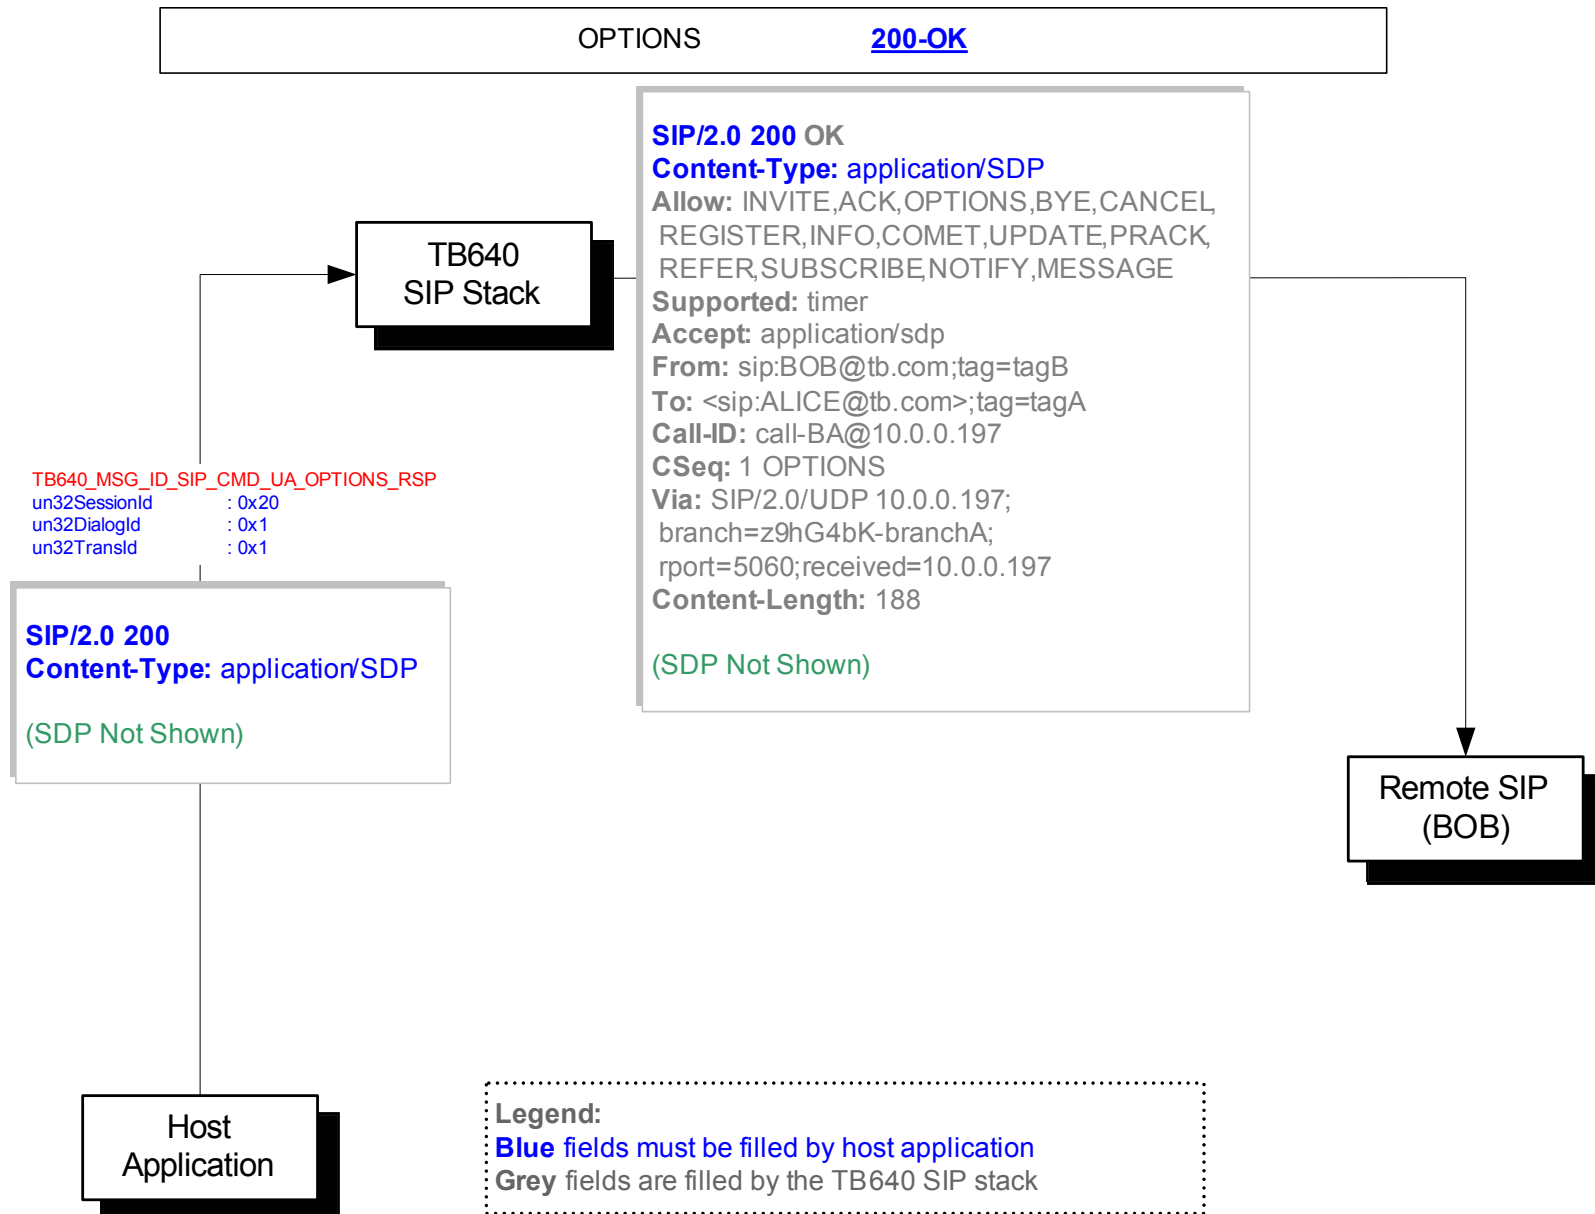 OPTIONS 200-OK
SIP/2.0 200 OK
Content-Type: application/SDP
Allow: INVITE,ACK,OPTIONS,BYE,CANCEL,
REGISTER,INFO,COMET,UPDATE,PRACK,
REFER,SUBSCRIBE,NOTIFY,MESSAGE
Supported: timer
Accept: application/sdp
From: sip:BOB@tb.com;tag=tagB
To: <sip:ALICE@tb.com>;tag=tagA
Call-ID: call-BA@10.0.0.197
CSeq: 1 OPTIONS
Via: SIP/2.0/UDP 10.0.0.197;
branch=z9hG4bK-branchA;
rport=5060;received=10.0.0.197
Content-Length: 188
(SDP Not Shown)
TB640
SIP Stack
TB640_MSG_ID_SIP_CMD_UA_OPTIONS_RSP
un32SessionId : 0x20
un32DialogId : 0x1
un32TransId : 0x1
SIP/2.0 200
Content-Type: application/SDP
(SDP Not Shown)
Remote SIP
(BOB)
Host
Application
Legend:
Blue fields must be filled by host application
Grey fields are filled by the TB640 SIP stack